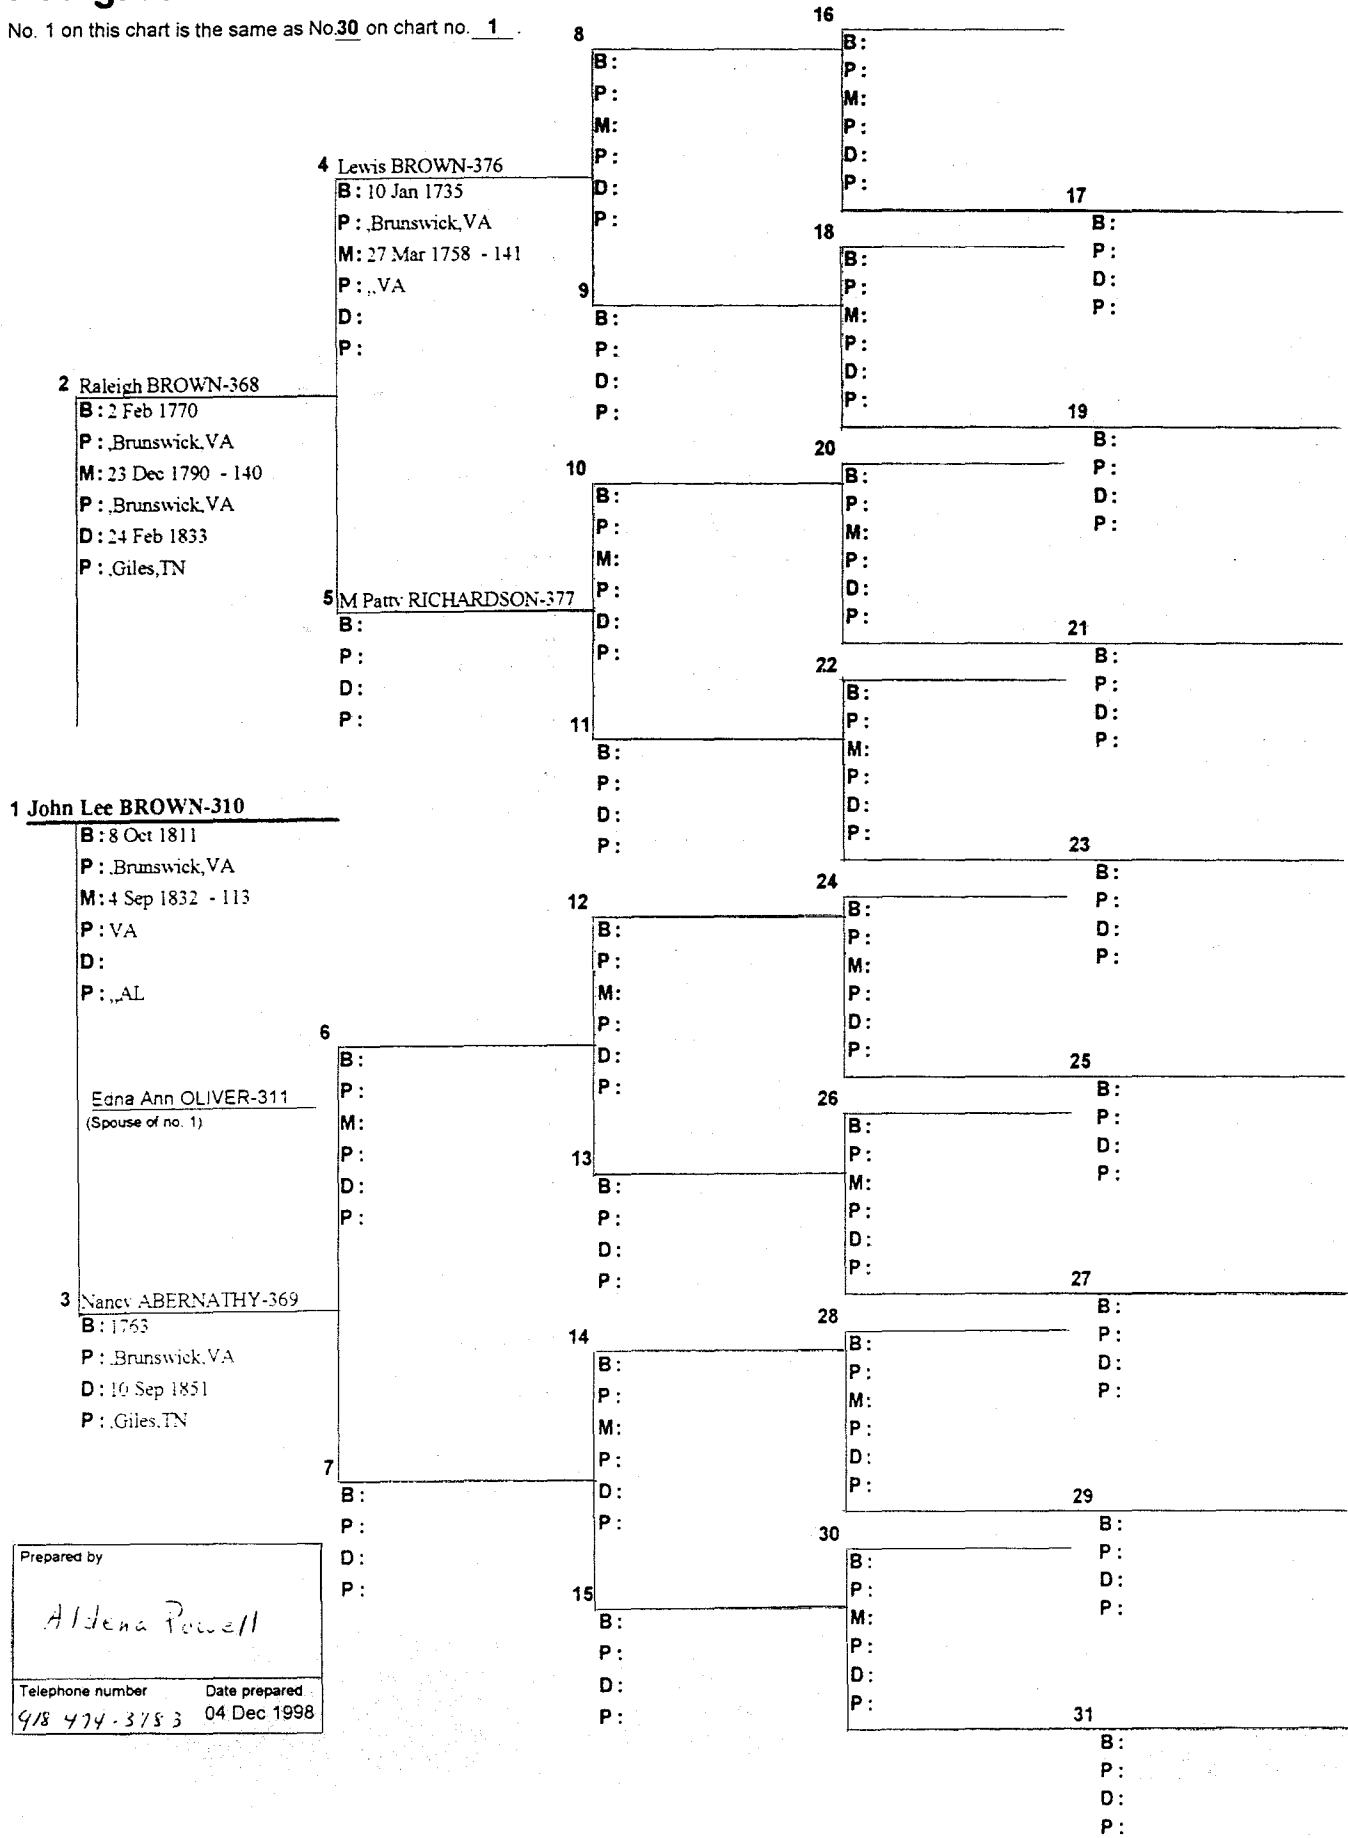 No. 1 on this chart is the same as No.30 on chart no. 1 .
1 John Lee BROWN-310
B: 8 Oct 1811
P: ,Brunswick,VA
M: 4 Sep 1832 - 113
P: VA
D:
P: ,,AL
Edna Ann OLIVER-311
(Spouse of no. 1)
2 Raleigh BROWN-368
B: 2 Feb 1770
P: ,Brunswick,VA
M: 23 Dec 1790 - 140
P: ,Brunswick,VA
D: 24 Feb 1833
P: ,Giles,TN
3 Nancy ABERNATHY-369
B: 1763
P: ,Brunswick,VA
D: 10 Sep 1851
P: ,Giles,TN
4 Lewis BROWN-376
B: 10 Jan 1735
P: ,Brunswick,VA
M: 27 Mar 1758 - 141
P: ,,VA
D:
P:
5 M Patty RICHARDSON-377
B:
P:
D:
P:
6
B:
P:
M:
P:
D:
P:
7
B:
P:
D:
P:
8
B:
P:
M:
P:
D:
P:
9
B:
P:
D:
P:
10
B:
P:
M:
P:
D:
P:
11
B:
P:
D:
P:
12
B:
P:
M:
P:
D:
P:
13
B:
P:
D:
P:
14
B:
P:
M:
P:
D:
P:
15
B:
P:
D:
P:
16
B:
P:
M:
P:
D:
P:
17
B:
P:
D:
P:
18
B:
P:
M:
P:
D:
P:
19
B:
P:
D:
P:
20
B:
P:
M:
P:
D:
P:
21
B:
P:
D:
P:
22
B:
P:
M:
P:
D:
P:
23
B:
P:
D:
P:
24
B:
P:
M:
P:
D:
P:
25
B:
P:
D:
P:
26
B:
P:
M:
P:
D:
P:
27
B:
P:
D:
P:
28
B:
P:
M:
P:
D:
P:
29
B:
P:
D:
P:
30
B:
P:
M:
P:
D:
P:
31
B:
P:
D:
P:
Prepared by
Aldena Powell
Telephone number
918 474-3783
Date prepared
04 Dec 1998